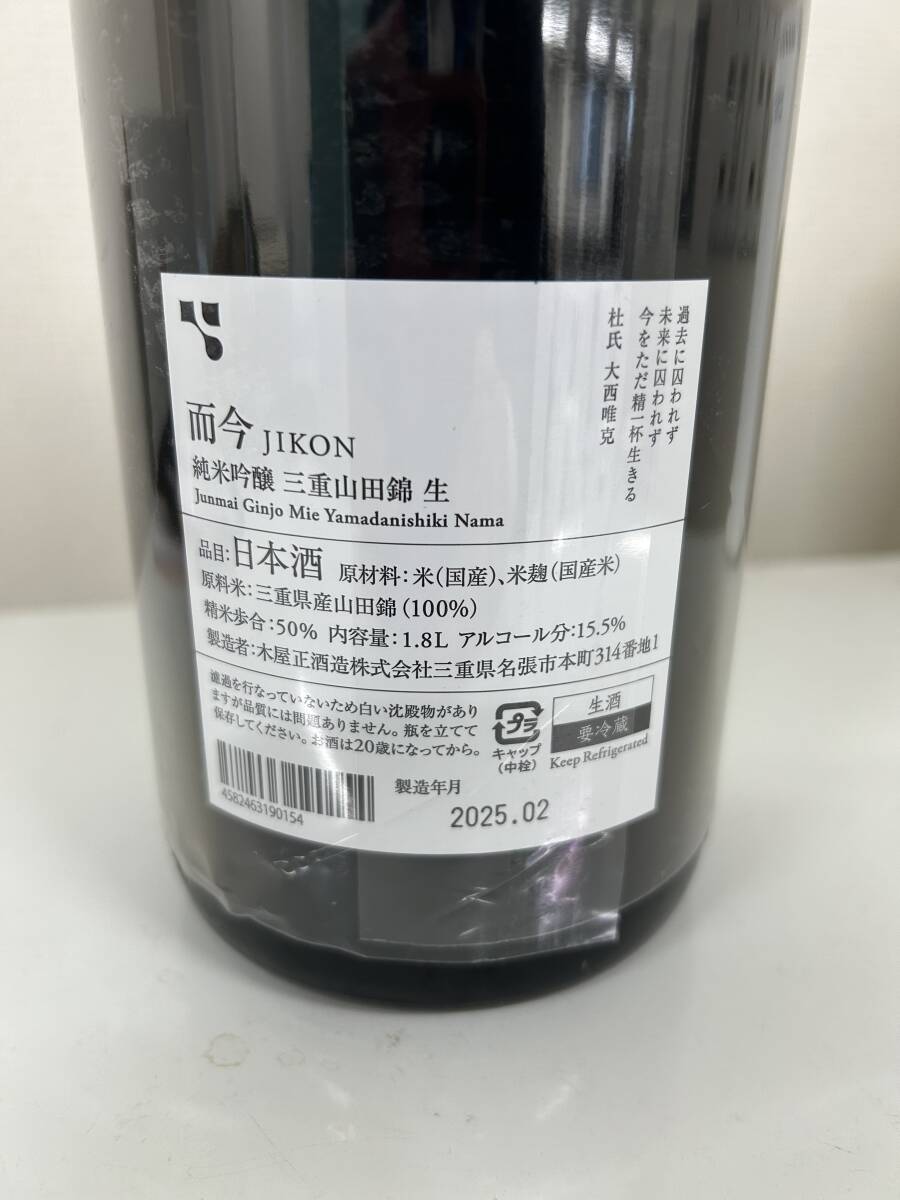 過去に囚われず
未来に囚われず
今をただ精一杯生きる
杜氏 大西唯克
而今 JIKON
純米吟醸 三重山田錦 生
Junmai Ginjo Mie Yamadanishiki Nama
品目:日本酒 原材料:米(国産)、米麹(国産米)
原料米:三重県産山田錦(100%)
精米歩合:50% 内容量:1.8L アルコール分:15.5%
製造者:木屋正酒造株式会社三重県名張市本町314番地1
濾過を行なっていないため白い沈殿物があり
ますが品質には問題ありません。瓶を立てて
保存してください。お酒は20歳になってから。
プラ
キャップ
(中栓)
生酒
要冷蔵
Keep Refrigerated
4582463190154
製造年月
2025.02